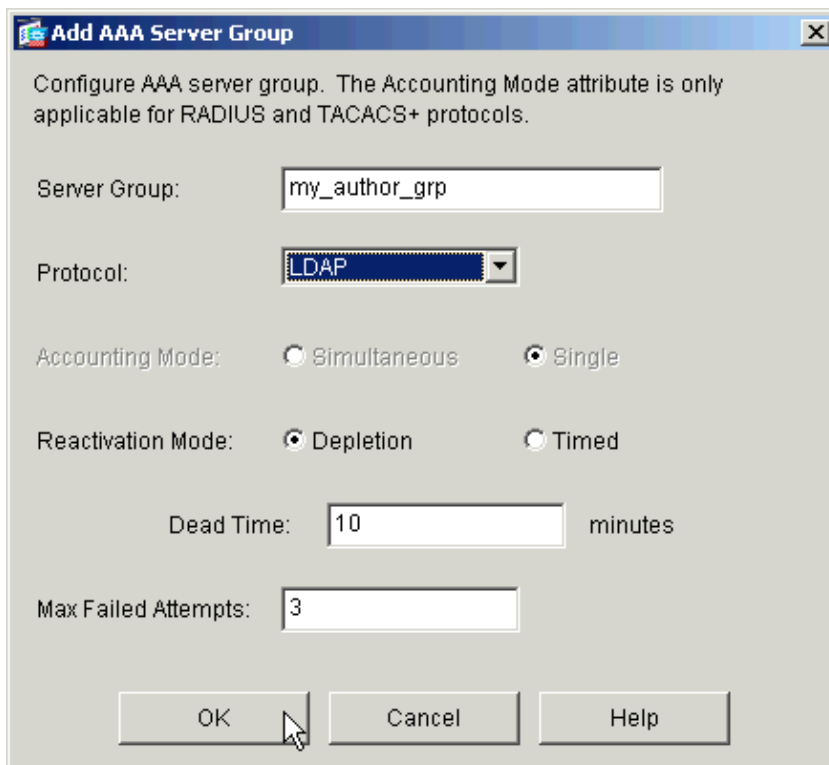 Add AAA Server Group
Configure AAA server group. The Accounting Mode attribute is only
applicable for RADIUS and TACACS+ protocols.
Server Group: my_author_grp
Protocol: LDAP
Accounting Mode: Simultaneous Single
Reactivation Mode: Depletion Timed
Dead Time: 10 minutes
Max Failed Attempts: 3
OK Cancel Help